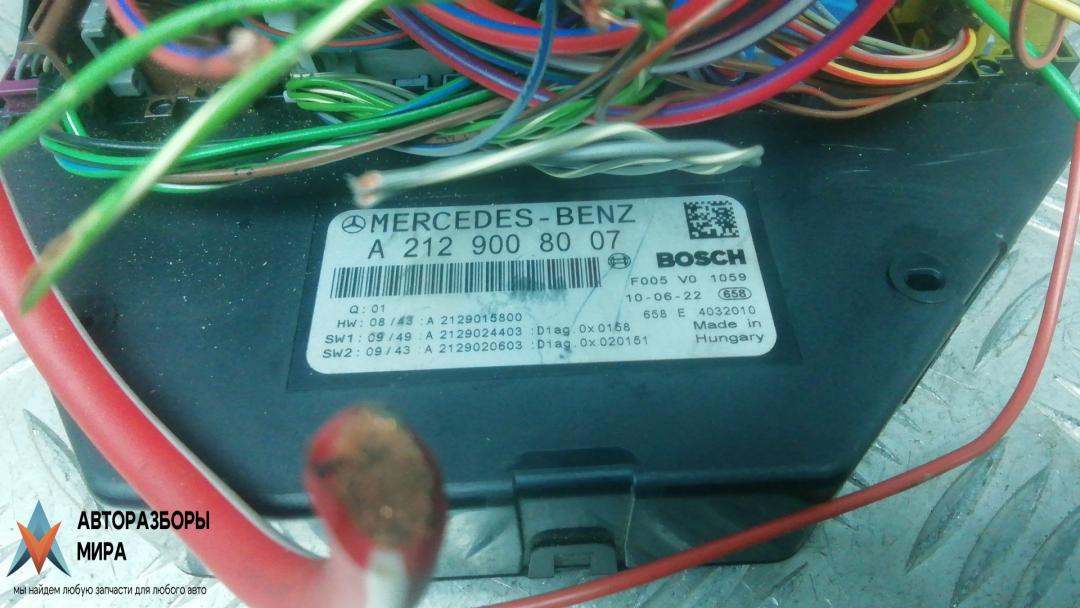 MERCEDES-BENZ
A 212 900 80 07
BOSCH
F005 V0 1059
10-06-22 658
Q: 01
658 E 4032010
HW: 08/43 : A 2129015800
Made in
SW1: 09/49 : A 2129024403 :Diag.0x0158
Hungary
SW2: 09/43 : A 2129020603 :Diag.0x020151
АВТОРАЗБОРЫ
МИРА
мы найдем любую запчасти для любого авто